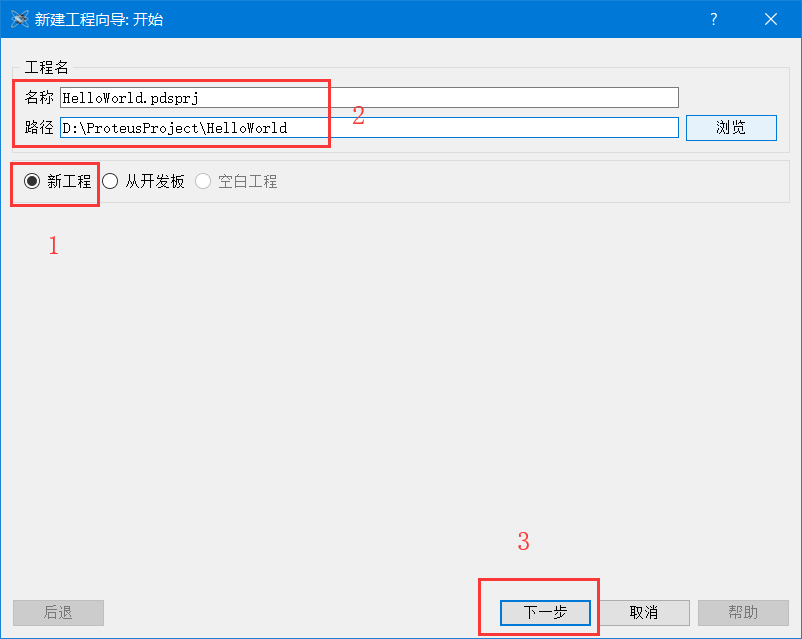 新建工程向导: 开始
?
工程名
名称 HelloWorld.pdsprj
2
路径 D:\ProteusProject\HelloWorld 浏览
新工程 从开发板 空白工程
1
3
后退 下一步 取消 帮助